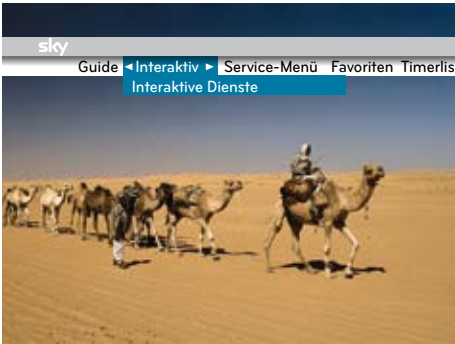 sky
Guide Interaktiv Service-Menü Favoriten Timerlis
Interaktive Dienste